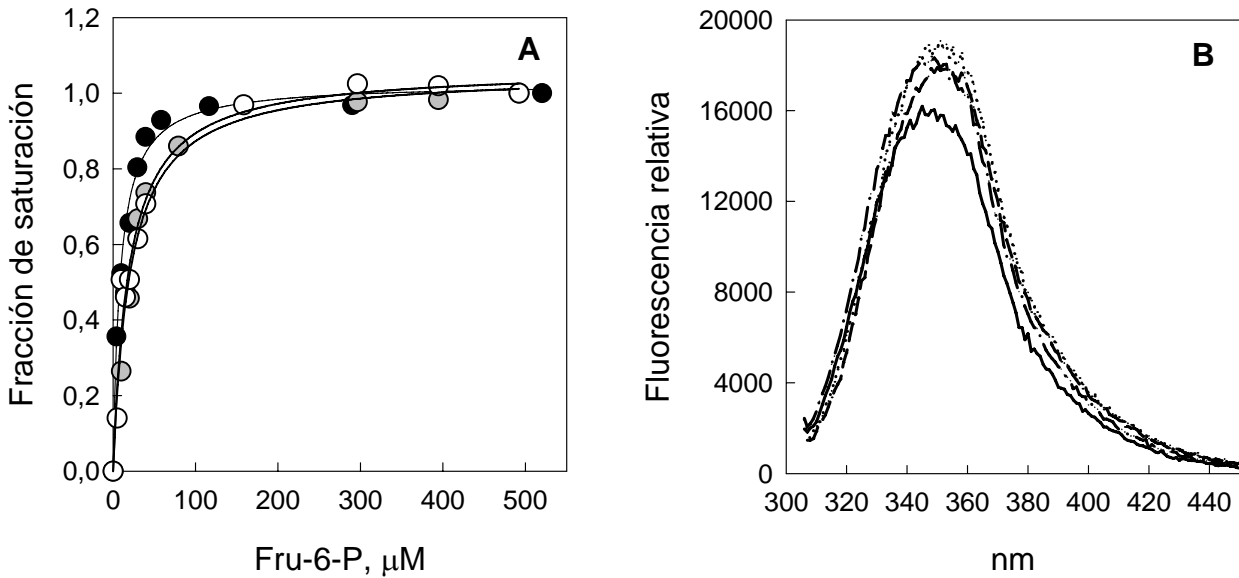 A
Fracción de saturación
1,2
1,0
0,8
0,6
0,4
0,2
0,0
0 100 200 300 400 500
Fru-6-P, μM
B
Fluorescencia relativa
20000
16000
12000
8000
4000
0
300 320 340 360 380 400 420 440
nm